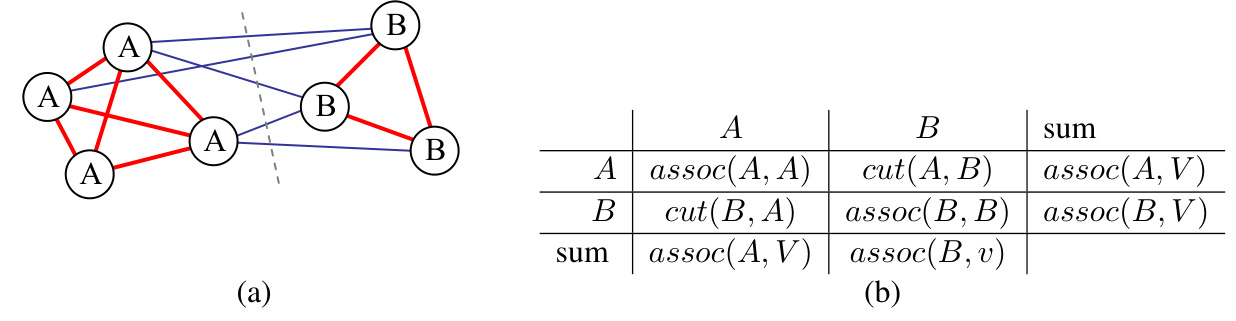 B
A
A
B
A
B
A
(a)
A B sum
A assoc(A, A) cut(A, B) assoc(A, V)
B cut(B, A) assoc(B, B) assoc(B, V)
sum assoc(A, V) assoc(B, v)
(b)